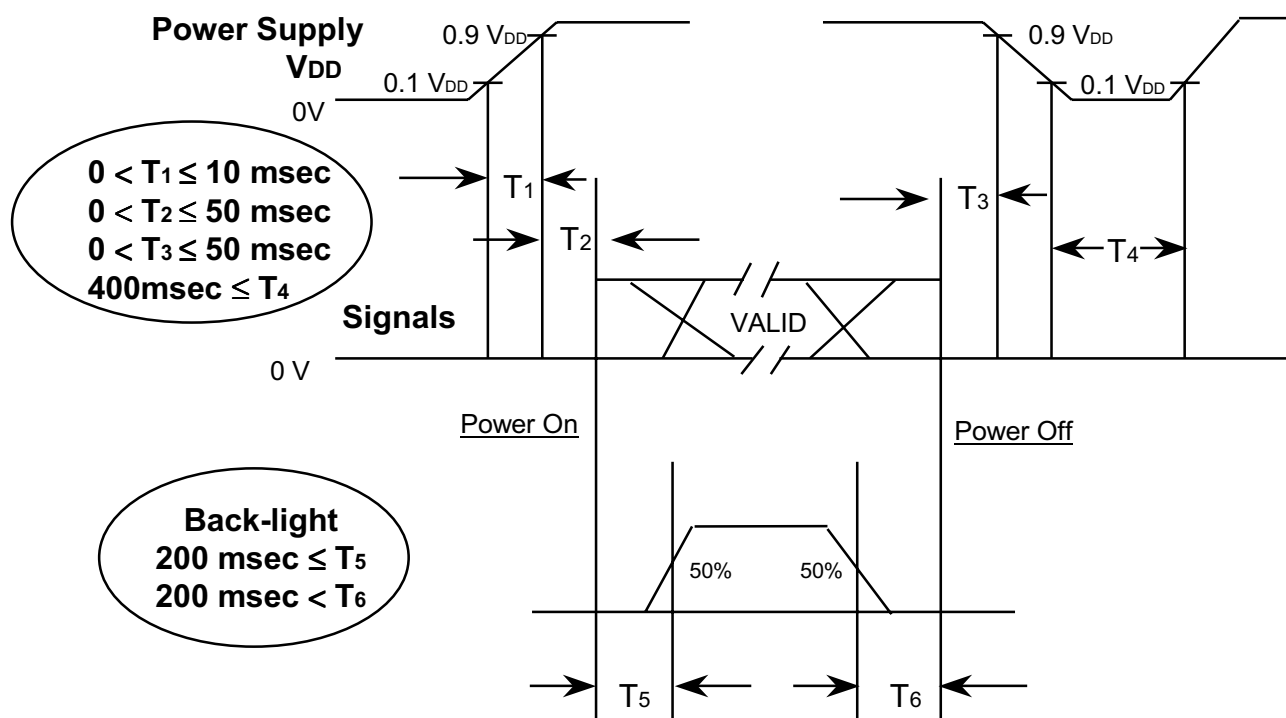 Power Supply
VDD
0.9 VDD
0.1 VDD
0V
0.9 VDD
0.1 VDD
0 < T1 ≤ 10 msec
0 < T2 ≤ 50 msec
0 < T3 ≤ 50 msec
400msec ≤ T4
T1
T2
T3
T4
Signals
VALID
0 V
Power On
Power Off
Back-light
200 msec ≤ T5
200 msec < T6
50%
50%
T5
T6